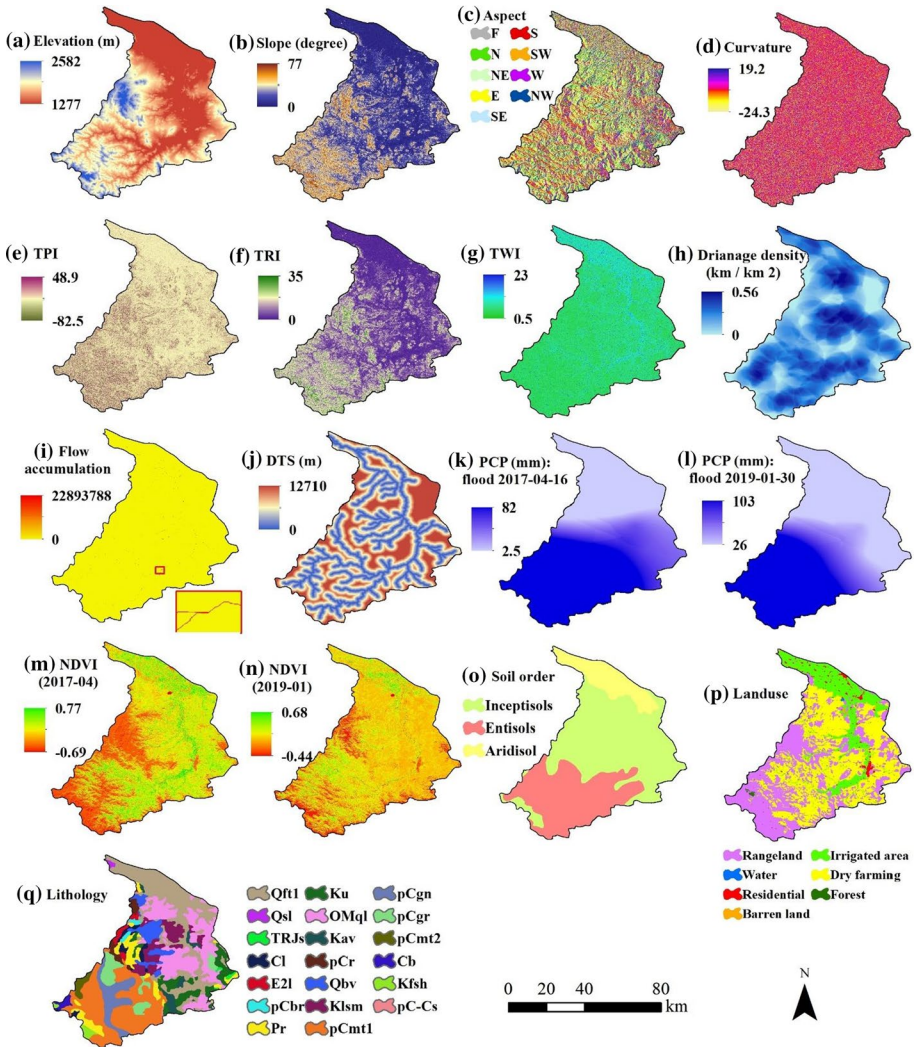 (a) Elevation (m)
2582
1277
(b) Slope (degree)
77
0
(c) Aspect
F
S
N
SW
NE
W
E
NW
SE
(d) Curvature
19.2
-24.3
(e) TPI
48.9
-82.5
(f) TRI
35
0
(g) TWI
23
0.5
(h) Drianage density
(km / km 2)
0.56
0
(i) Flow
accumulation
22893788
0
(j) DTS (m)
12710
0
(k) PCP (mm):
flood 2017-04-16
82
2.5
(l) PCP (mm):
flood 2019-01-30
103
26
(m) NDVI
(2017-04)
0.77
-0.69
(n) NDVI
(2019-01)
0.68
-0.44
(o) Soil order
Inceptisols
Entisols
Aridisol
(p) Landuse
Rangeland
Irrigated area
Water
Dry farming
Residential
Forest
Barren land
(q) Lithology
Qft1
Ku
pCgn
Qsl
OMql
pCgr
TRJs
Kav
pCmt2
Cl
pCr
Cb
E2l
Qbv
Kfsh
pCbr
Klsm
pC-Cs
Pr
pCmt1
0 20 40 80
km
N